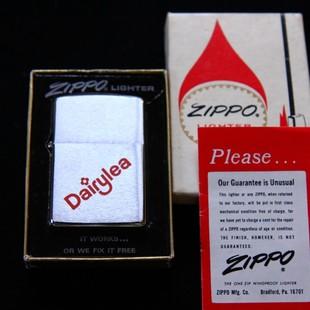 ZIPPO LIGHTER
Dairylea
IT WORKS...
OR WE FIX IT FREE
ZIPPO
LIGHTER
Please...
Our Guarantee is Unusual
This lighter or any ZIPPO, when returned
to our factory, will be put in first class
mechanical condition free of charge, for
we have yet to charge a cent for the repair
of a ZIPPO regardless of age or condition.
THE FINISH, HOWEVER, IS NOT
GUARANTEED.
ZIPPO
®
THE ONE ZIP WINDPROOF LIGHTER
ZIPPO Mfg. Co. Bradford, Pa. 16701